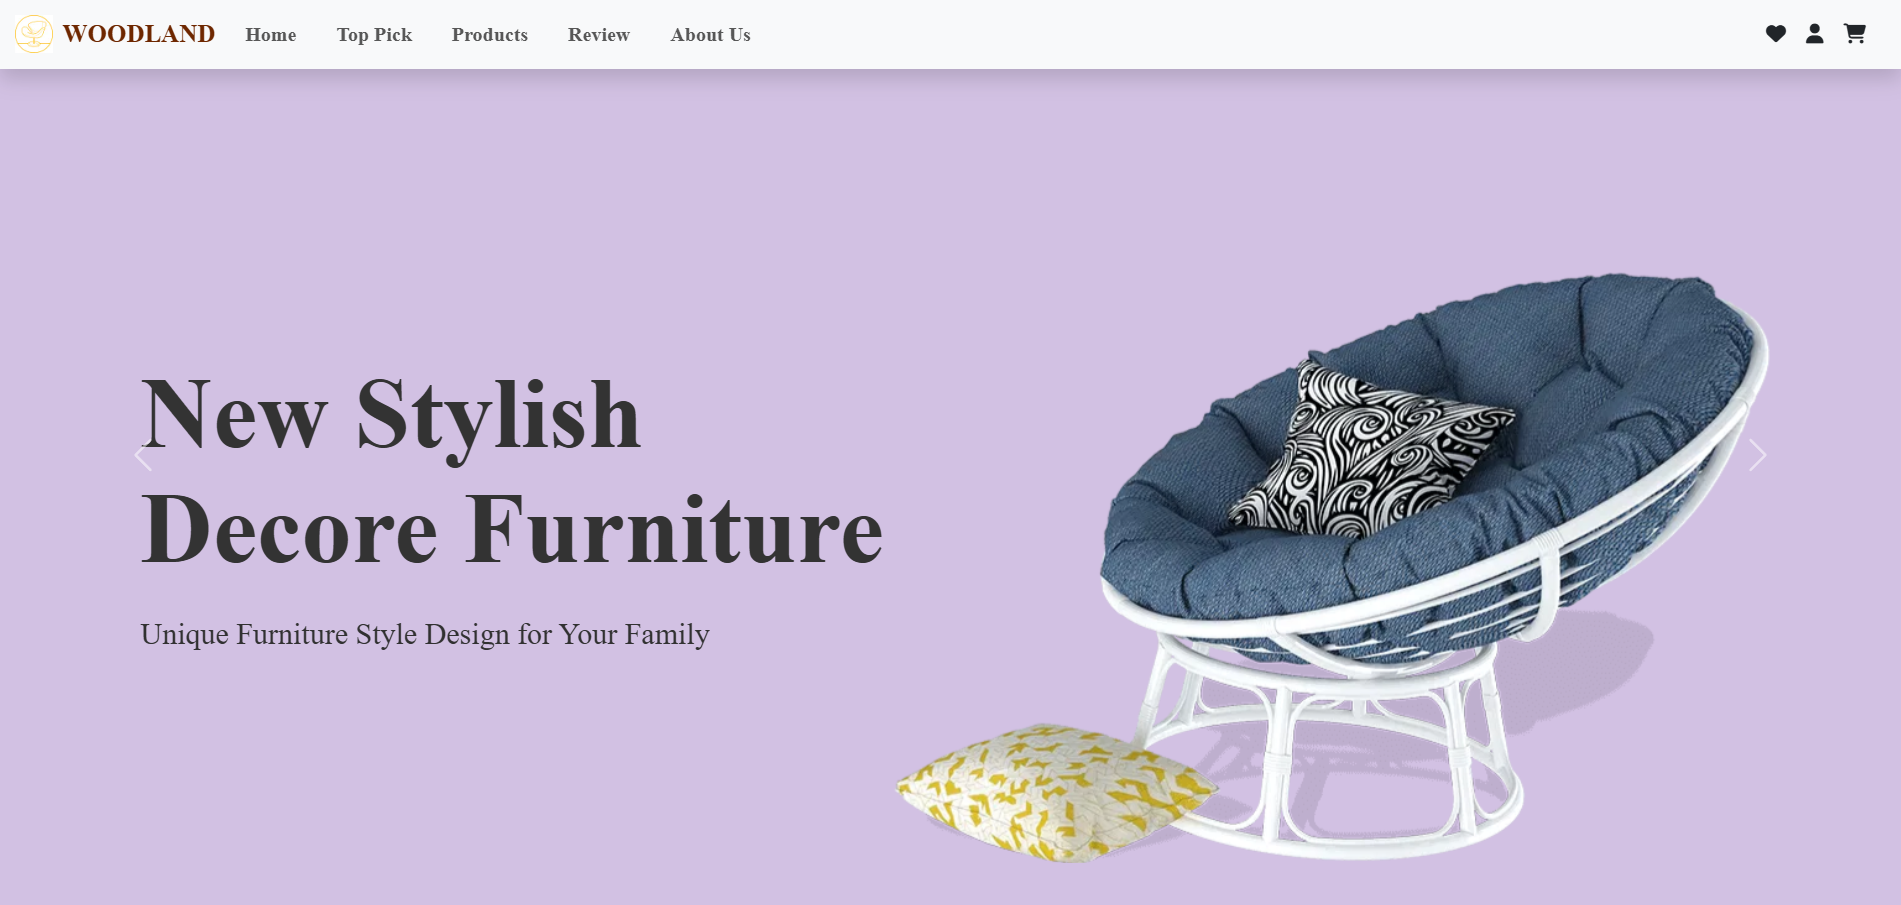 WOODLAND Home Top Pick Products Review About Us
New Stylish
Decore Furniture
Unique Furniture Style Design for Your Family